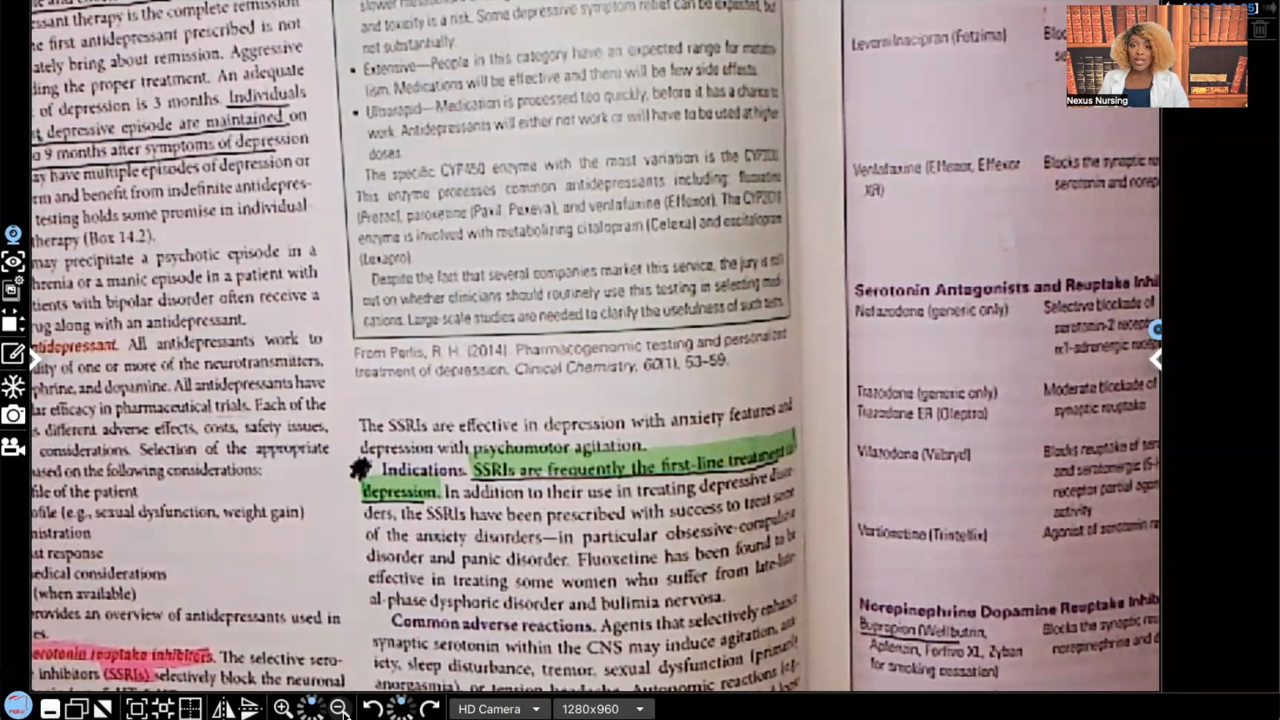 essant therapy is the complete remission
e first antidepressant prescribed is not
ately bring about remission. Aggressive
ding the proper treatment. An adequate
of depression is 3 months. Individuals
t depressive episode are maintained on
o 9 months after symptoms of depression
ay have multiple episodes of depression or
rm and benefit from indefinite antidepres-
testing holds some promise in individual-
therapy (Box 14.2).
may precipitate a psychotic episode in a
hrenia or a manic episode in a patient with
tients with bipolar disorder often receive a
rug along with an antidepressant.
ntidepressant. All antidepressants work to
ility of one or more of the neurotransmitters,
phrine, and dopamine. All antidepressants have
ar efficacy in pharmaceutical trials. Each of the
s different adverse effects, costs, safety issues,
considerations. Selection of the appropriate
ased on the following considerations:
file of the patient
ofile (e.g., sexual dysfunction, weight gain)
nistration
st response
edical considerations
(when available)
provides an overview of antidepressants used in
es.
erotonin reuptake inhibitors. The selective sero-
inhibitors (SSRIs) selectively block the neuronal
and toxicity is a risk. Some depressive symptom relief can be expected, but
not substantially.
• Extensive—People in this category have an expected range for metabo-
lism. Medications will be effective and there will be few side effects.
• Ultrarapid—Medication is processed too quickly, before it has a chance to
work. Antidepressants will either not work or will have to be used at higher
doses.
The specific CYP450 enzyme with the most variation is the
This enzyme processes common antidepressants including: fluoxetine
(Prozac), paroxetine (Paxil, Pexeva), and venlafaxine (Effexor). The
enzyme is involved with metabolizing citalopram (Celexa) and escitalopram
(Lexapro).
Despite the fact that several companies market this service, the jury is still
out on whether clinicians should routinely use this testing in selecting medi-
cations. Large-scale studies are needed to clarify the usefulness of such tests.
From Perlis, R. H. (2014). Pharmacogenomic testing and personalized
treatment of depression. Clinical Chemistry, 60(1), 53–59.
The SSRIs are effective in depression with anxiety features and
depression with psychomotor agitation.
Indications. SSRIs are frequently the first-line treatment
depression. In addition to their use in treating depressive disor-
ders, the SSRIs have been prescribed with success to treat some
of the anxiety disorders—in particular obsessive-compulsive
disorder and panic disorder. Fluoxetine has been found to be
effective in treating some women who suffer from late-lute-
al-phase dysphoric disorder and bulimia nervosa.
Common adverse reactions. Agents that selectively enhance
synaptic serotonin within the CNS may induce agitation, anx-
iety, sleep disturbance, tremor, sexual dysfunction (primarily
anorgasmia), or tension headache. Autonomic reactions (e.g.
Levomilnacipran (Fetzima)
Venlafaxine (Effexor, Effexor
XR)
Blocks the synaptic re
serotonin and norep
Serotonin Antagonists and Reuptake Inhi
Nefazodone (generic only)
Selective blockade of
serotonin-2 recept
α1-adrenergic recept
Trazodone (generic only)
Trazodone ER (Oleptro)
Moderate blockade of
synaptic reuptake
Vilazodone (Viibryd)
Blocks reuptake of ser
and serotonergic (5-H
receptor partial agon
activity
Vortioxetine (Trintellix)
Agonist of serotonin re
Norepinephrine Dopamine Reuptake Inhib
Bupropion (Wellbutrin,
Aplenzin, Forfivo XL, Zyban
for smoking cessation)
Blocks the synaptic reu
norepinephrine and d
Nexus Nursing
HD Camera
1280x960